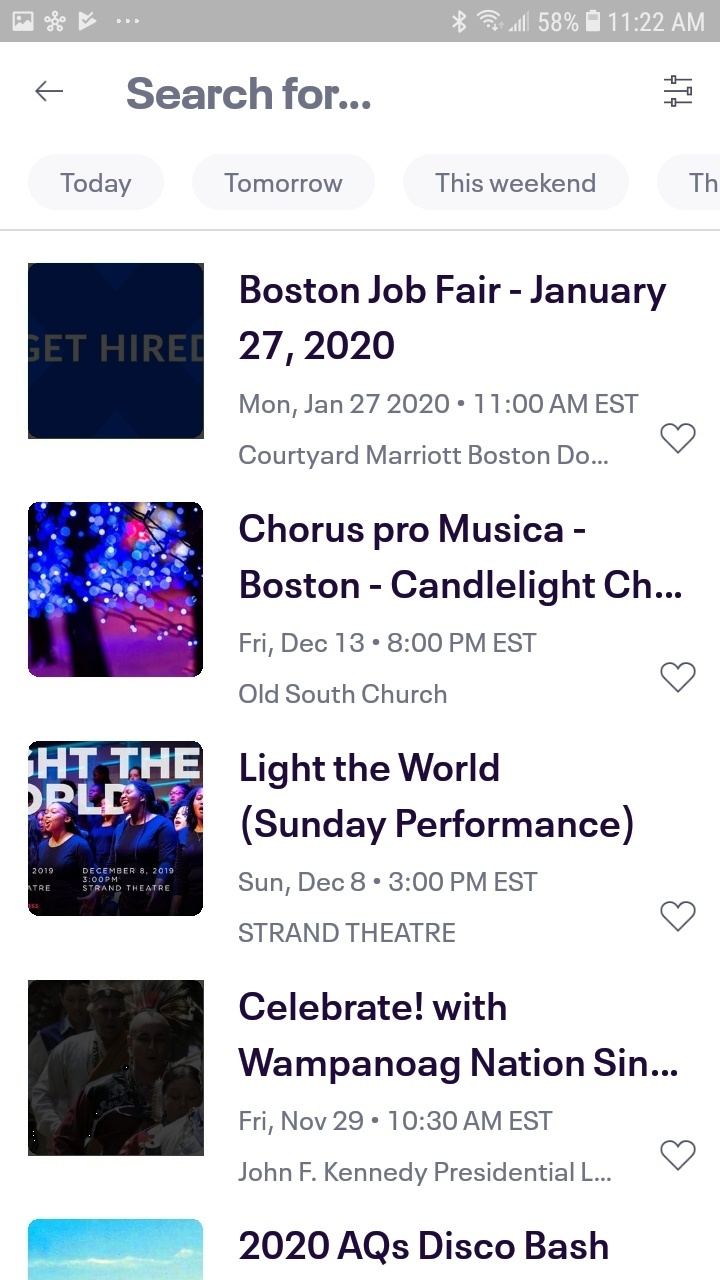 58% 11:22 AM
Search for...
Today Tomorrow This weekend Th
GET HIRED
Boston Job Fair - January
27, 2020
Mon, Jan 27 2020 • 11:00 AM EST
Courtyard Marriott Boston Do...
Chorus pro Musica -
Boston - Candlelight Ch...
Fri, Dec 13 • 8:00 PM EST
Old South Church
GHT THE
ORLD
2019 DECEMBER 8, 2019
3:00PM
ATRE STRAND THEATRE
Light the World
(Sunday Performance)
Sun, Dec 8 • 3:00 PM EST
STRAND THEATRE
Celebrate! with
Wampanoag Nation Sin...
Fri, Nov 29 • 10:30 AM EST
John F. Kennedy Presidential L...
2020 AQs Disco Bash